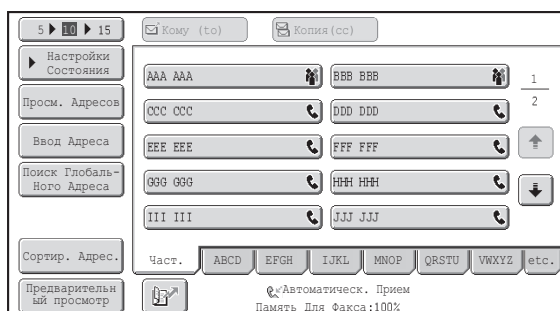 5 10 15
Кому (to)
Копия(cc)
Настройки
Состояния
Просм. Адресов
Ввод Адреса
Поиск Глобаль-
Ного Адреса
Сортир. Адрес.
Предварительн
ый просмотр
AAA AAA
BBB BBB
CCC CCC
DDD DDD
EEE EEE
FFF FFF
GGG GGG
HHH HHH
III III
JJJ JJJ
1
2
Част.
ABCD
EFGH
IJKL
MNOP
QRSTU
VWXYZ
etc.
Автоматическ. Прием
Память Для Факса:100%